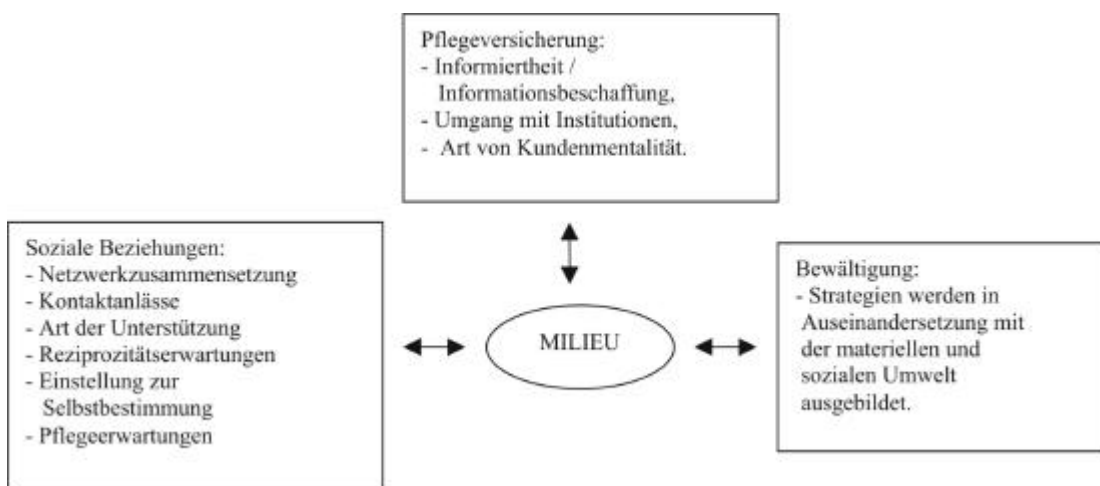 Pflegeversicherung:
- Informiertheit /
Informationsbeschaffung,
- Umgang mit Institutionen,
- Art von Kundenmentalität.
Soziale Beziehungen:
- Netzwerkzusammensetzung
- Kontaktanlässe
- Art der Unterstützung
- Reziprozitätserwartungen
- Einstellung zur
Selbstbestimmung
- Pflegeerwartungen
MILIEU
Bewältigung:
- Strategien werden in
Auseinandersetzung mit
der materiellen und
sozialen Umwelt
ausgebildet.